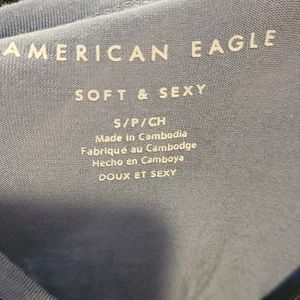 AMERICAN EAGLE
SOFT & SEXY
S/P/CH
Made in Cambodia
Fabriqué au Cambodge
Hecho en Camboya
DOUX ET SEXY